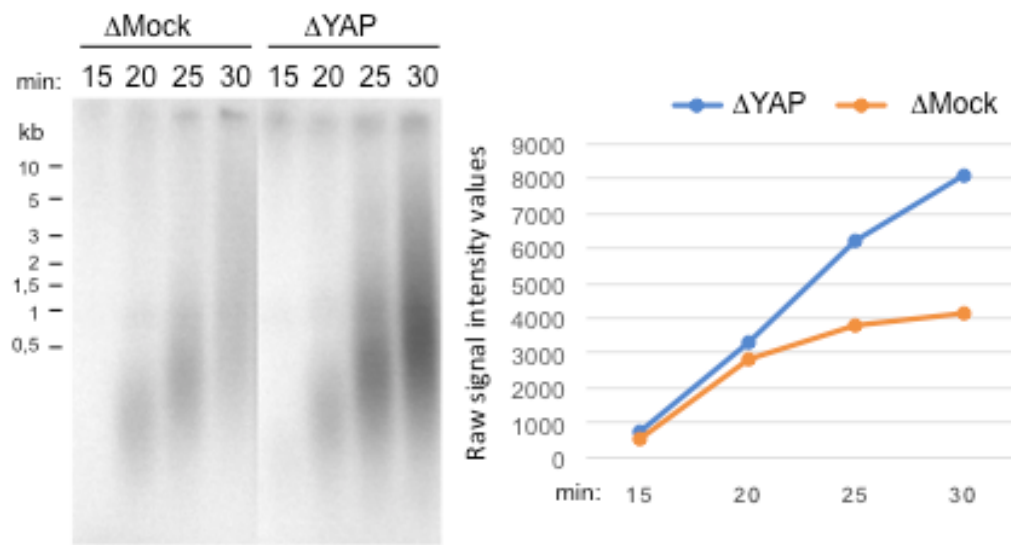 ΔMock ΔYAP
min: 15 20 25 30 15 20 25 30
kb
10
5
3
2
1,5
1
0,5
ΔYAP ΔMock
Raw signal intensity values
9000
8000
7000
6000
5000
4000
3000
2000
1000
0
min: 15 20 25 30